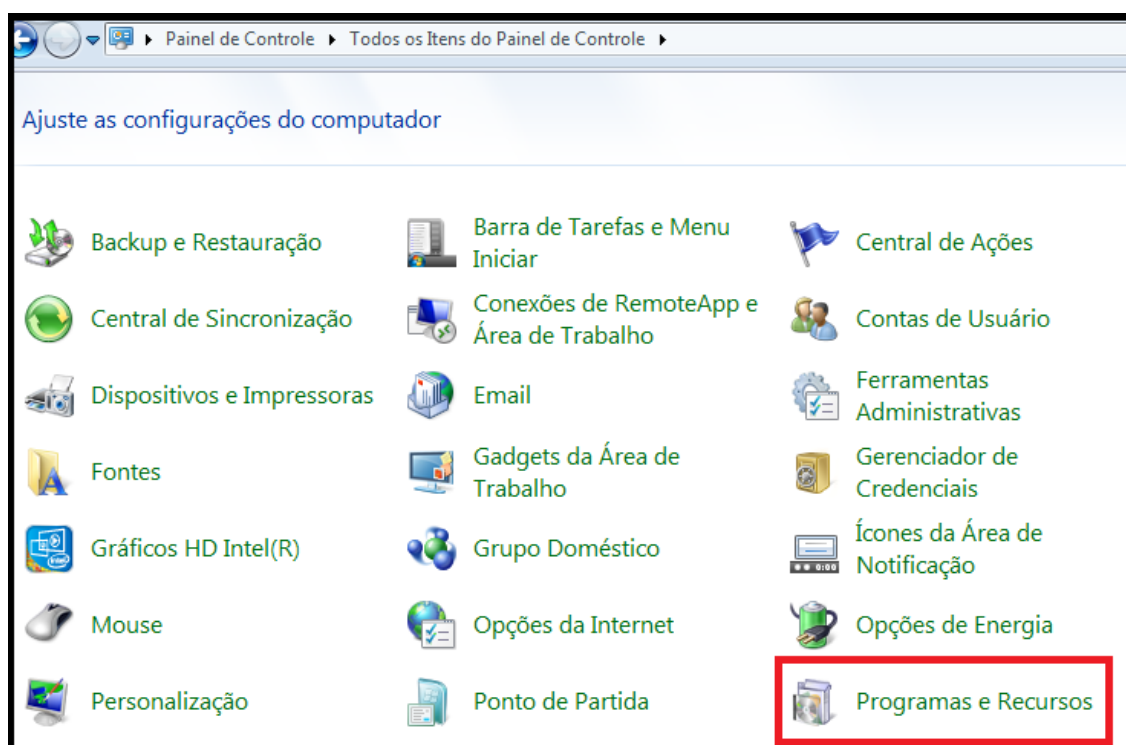 Painel de Controle Todos os Itens do Painel de Controle
Ajuste as configurações do computador
Backup e Restauração
Barra de Tarefas e Menu
Iniciar
Central de Ações
Central de Sincronização
Conexões de RemoteApp e
Área de Trabalho
Contas de Usuário
Dispositivos e Impressoras
Email
Ferramentas
Administrativas
Fontes
Gadgets da Área de
Trabalho
Gerenciador de
Credenciais
Gráficos HD Intel(R)
Grupo Doméstico
Ícones da Área de
Notificação
Mouse
Opções da Internet
Opções de Energia
Personalização
Ponto de Partida
Programas e Recursos